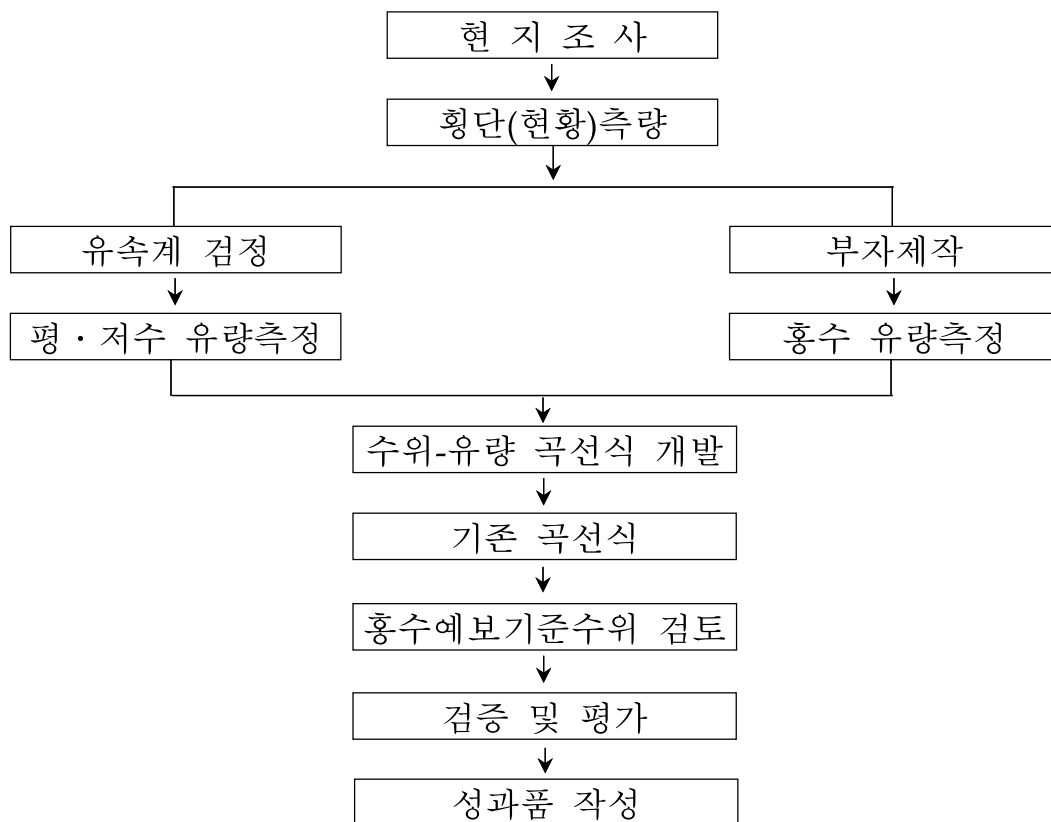 현 지 조 사
횡단(현황)측량
유속계 검정
부자제작
평·저수 유량측정
홍수 유량측정
수위-유량 곡선식 개발
기존 곡선식
홍수예보기준수위 검토
검증 및 평가
성과품 작성